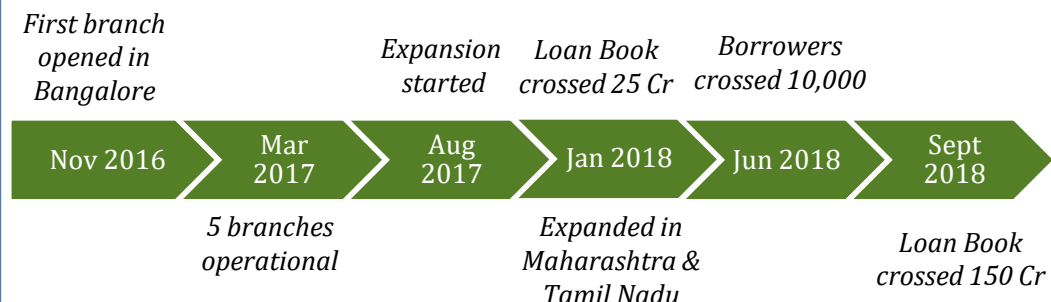 First branch
opened in
Bangalore
Expansion
started
Loan Book
crossed 25 Cr
Borrowers
crossed 10,000
Nov 2016
Mar
2017
Aug
2017
Jan 2018
Jun 2018
Sept
2018
5 branches
operational
Expanded in
Maharashtra &
Tamil Nadu
Loan Book
crossed 150 Cr